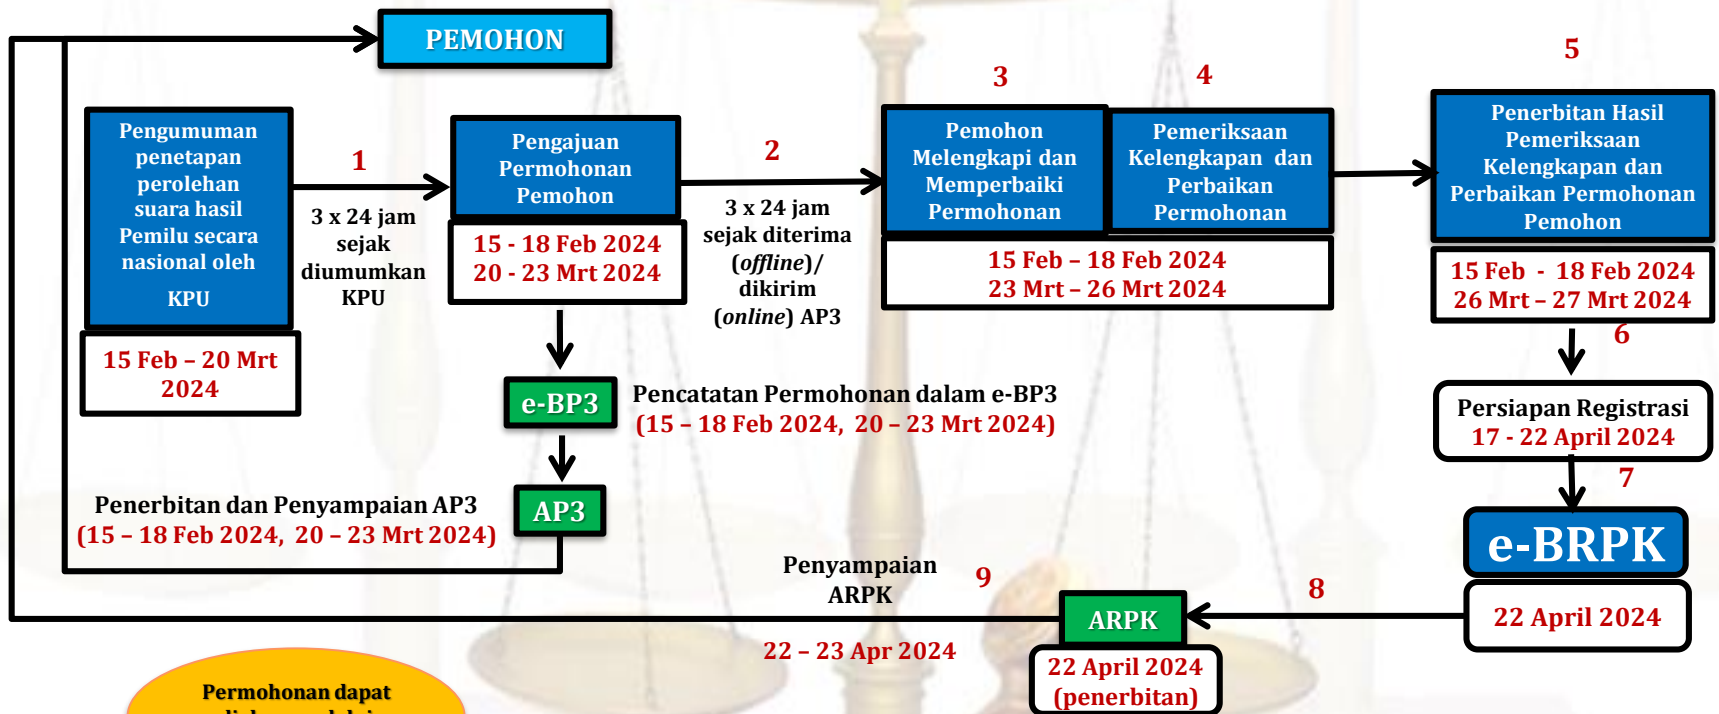 PEMOHON
Pengumuman
penetapan
perolehan
suara hasil
Pemilu secara
nasional oleh
KPU
15 Feb – 20 Mrt
2024
1
3 x 24 jam
sejak
diumumkan
KPU
Pengajuan
Permohonan
Pemohon
15 - 18 Feb 2024
20 - 23 Mrt 2024
2
3 x 24 jam
sejak diterima
(offline)/
dikirim
(online) AP3
3
Pemohon
Melengkapi dan
Memperbaiki
Permohonan
4
Pemeriksaan
Kelengkapan dan
Perbaikan
Permohonan
15 Feb – 18 Feb 2024
23 Mrt – 26 Mrt 2024
5
Penerbitan Hasil
Pemeriksaan
Kelengkapan dan
Perbaikan Permohonan
Pemohon
15 Feb - 18 Feb 2024
26 Mrt – 27 Mrt 2024
6
Persiapan Registrasi
17 - 22 April 2024
7
e-BRPK
22 April 2024
8
ARPK
22 April 2024
(penerbitan)
9
Penyampaian
ARPK
22 – 23 Apr 2024
e-BP3
Pencatatan Permohonan dalam e-BP3
(15 – 18 Feb 2024, 20 – 23 Mrt 2024)
AP3
Penerbitan dan Penyampaian AP3
(15 – 18 Feb 2024, 20 – 23 Mrt 2024)
Permohonan dapat